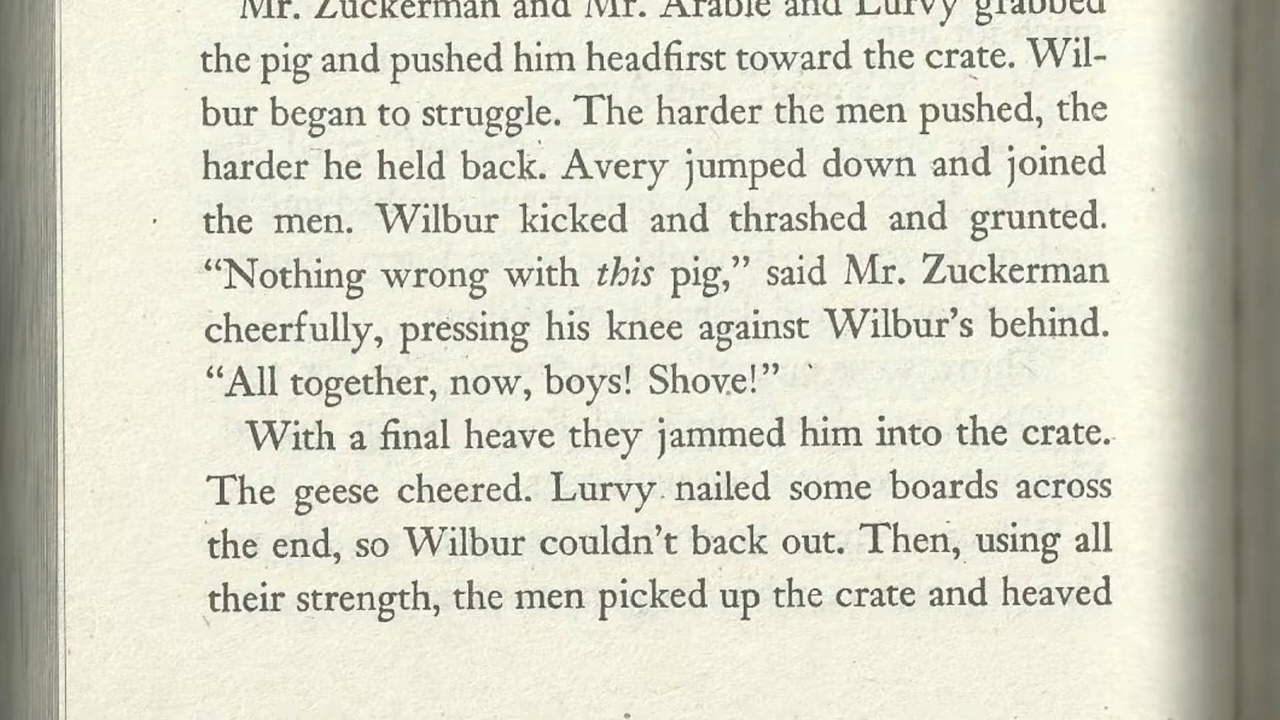 Mr. Zuckerman and Mr. Arable and Lurvy grabbed
the pig and pushed him headfirst toward the crate. Wil-
bur began to struggle. The harder the men pushed, the
harder he held back. Avery jumped down and joined
the men. Wilbur kicked and thrashed and grunted.
“Nothing wrong with this pig,” said Mr. Zuckerman
cheerfully, pressing his knee against Wilbur’s behind.
“All together, now, boys! Shove!”
With a final heave they jammed him into the crate.
The geese cheered. Lurvy nailed some boards across
the end, so Wilbur couldn’t back out. Then, using all
their strength, the men picked up the crate and heaved